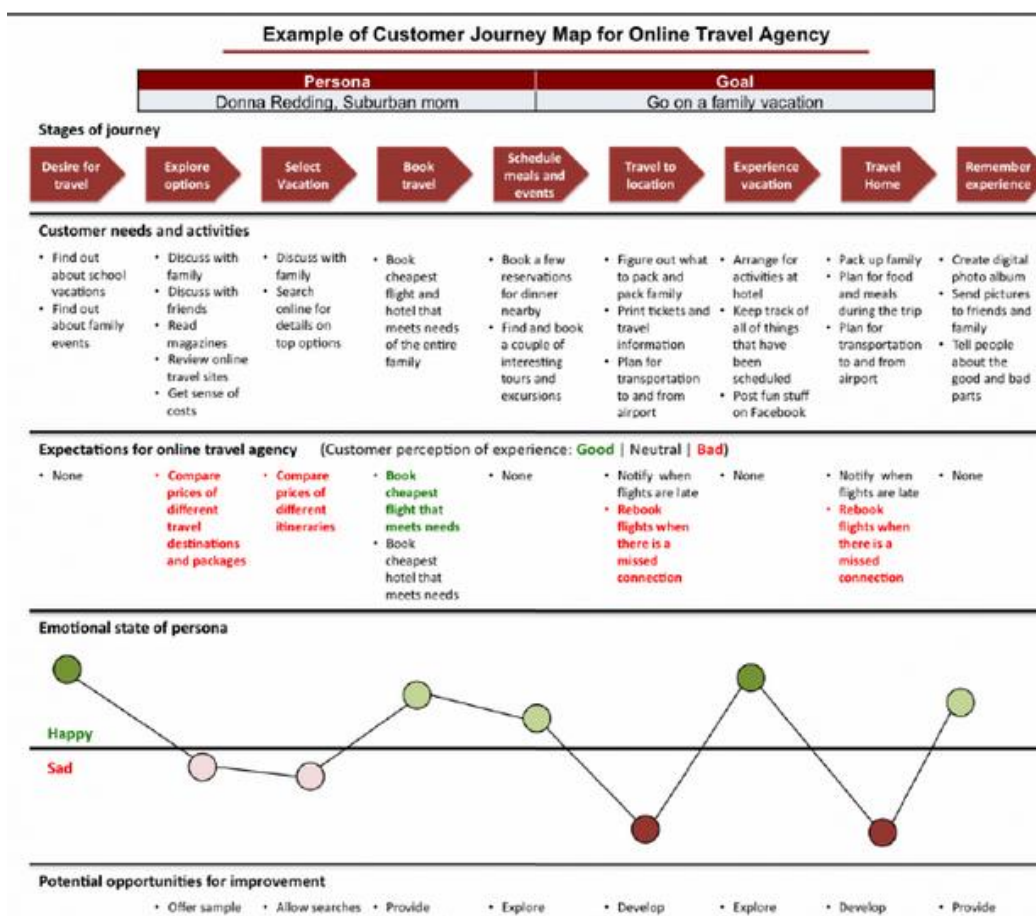 Example of Customer Journey Map for Online Travel Agency
Persona Goal
Donna Redding, Suburban mom Go on a family vacation
Stages of journey
Desire for
travel
Explore
options
Select
Vacation
Book
travel
Schedule
meals and
events
Travel to
location
Experience
vacation
Travel
Home
Remember
experience
Customer needs and activities
• Find out
about school
vacations
• Find out
about family
events
• Discuss with
family
• Discuss with
friends
• Read
magazines
• Review online
travel sites
• Get sense of
costs
• Discuss with
family
• Search
online for
details on
top options
• Book
cheapest
flight and
hotel that
meets needs
of the entire
family
• Book a few
reservations
for dinner
nearby
• Find and book
a couple of
interesting
tours and
excursions
• Figure out what
to pack and
pack family
• Print tickets and
travel
information
• Plan for
transportation
to and from
airport
• Arrange for
activities at
hotel
• Keep track of
all of things
that have
been
scheduled
• Post fun stuff
on Facebook
• Pack up family
• Plan for food
and meals
during the trip
• Plan for
transportation
to and from
airport
• Create digital
photo album
• Send pictures
to friends and
family
• Tell people
about the
good and bad
parts
Expectations for online travel agency (Customer perception of experience: Good | Neutral | Bad)
• None
• Compare
prices of
different
travel
destinations
and packages
• Compare
prices of
different
itineraries
• Book
cheapest
flight that
meets needs
• Book
cheapest
hotel that
meets needs
• None
• Notify when
flights are late
• Rebook
flights when
there is a
missed
connection
• None
• Notify when
flights are late
• Rebook
flights when
there is a
missed
connection
• None
Emotional state of persona
Happy
Sad
Potential opportunities for improvement
• Offer sample
• Allow searches
• Provide
• Explore
• Develop
• Explore
• Develop
• Provide